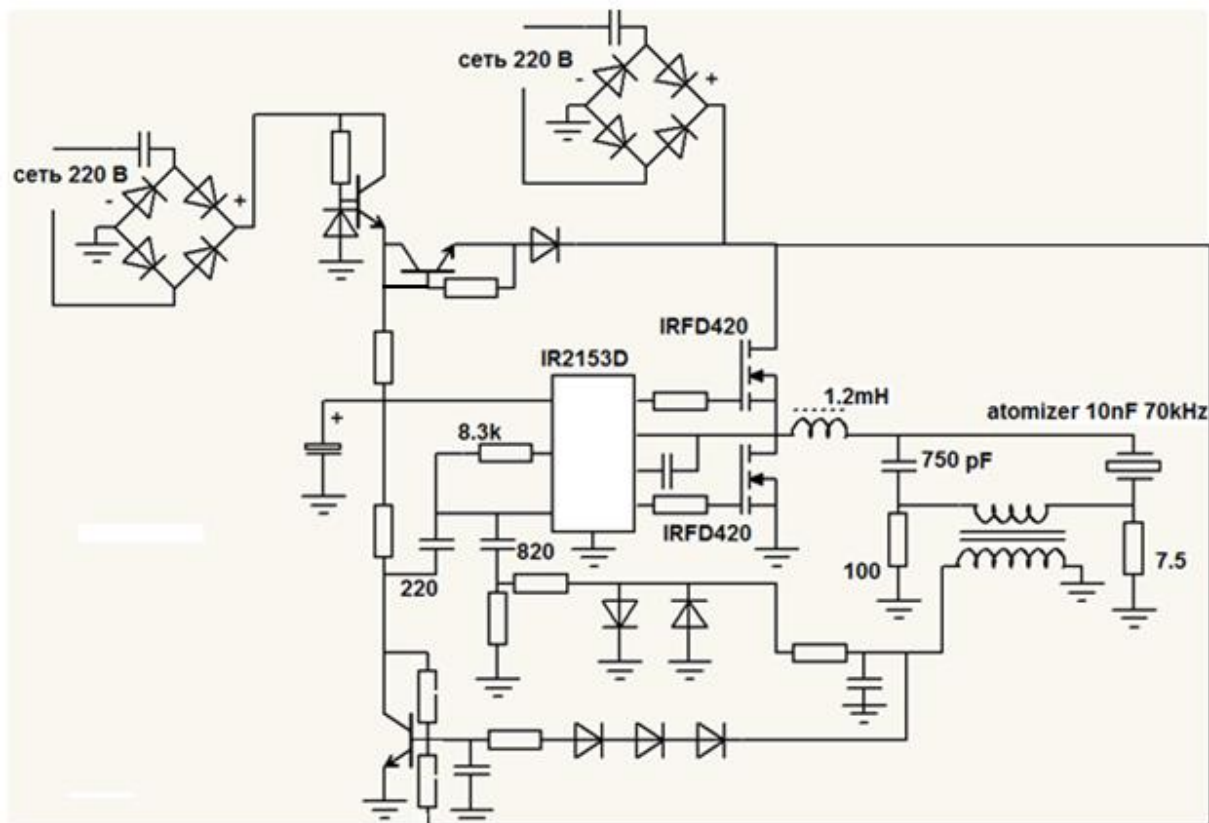 сеть 220 В
-
+
сеть 220 В
-
+
IRFD420
IR2153D
1.2mH
atomizer 10nF 70kHz
+
8.3k
750 pF
IRFD420
820
100
7.5
220